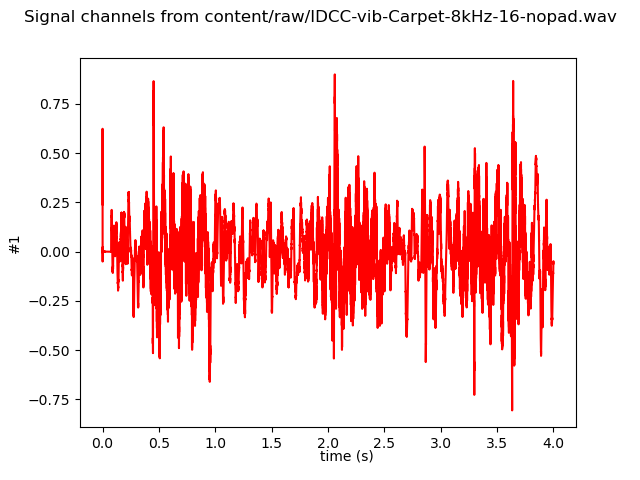 Signal channels from content/raw/IDCC-vib-Carpet-8kHz-16-nopad.wav
#1
0.75
0.50
0.25
0.00
−0.25
−0.50
−0.75
0.0 0.5 1.0 1.5 2.0 2.5 3.0 3.5 4.0
time (s)